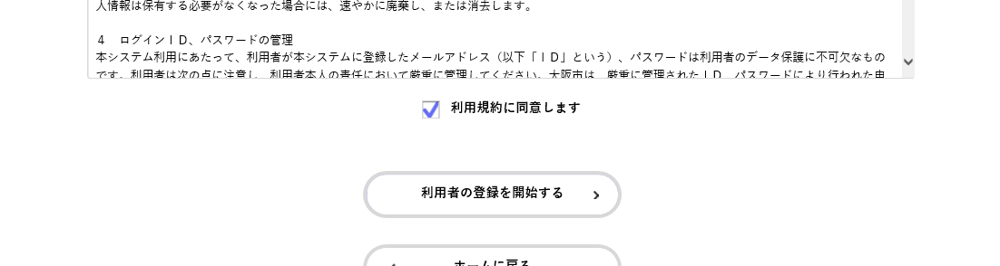 人情報は保有する必要がなくなった場合には、速やかに廃棄し、または消去します。
４　ログインＩＤ、パスワードの管理
本システム利用にあたって、利用者が本システムに登録したメールアドレス（以下「ＩＤ」という）、パスワードは利用者のデータ保護に不可欠なもの
です。利用者は次の点に注意し、利用者本人の責任において厳重に管理してください。大阪市は、厳重に管理されたＩＤ、パスワードにより行われた申
利用規約に同意します
利用者の登録を開始する
ホームに戻る